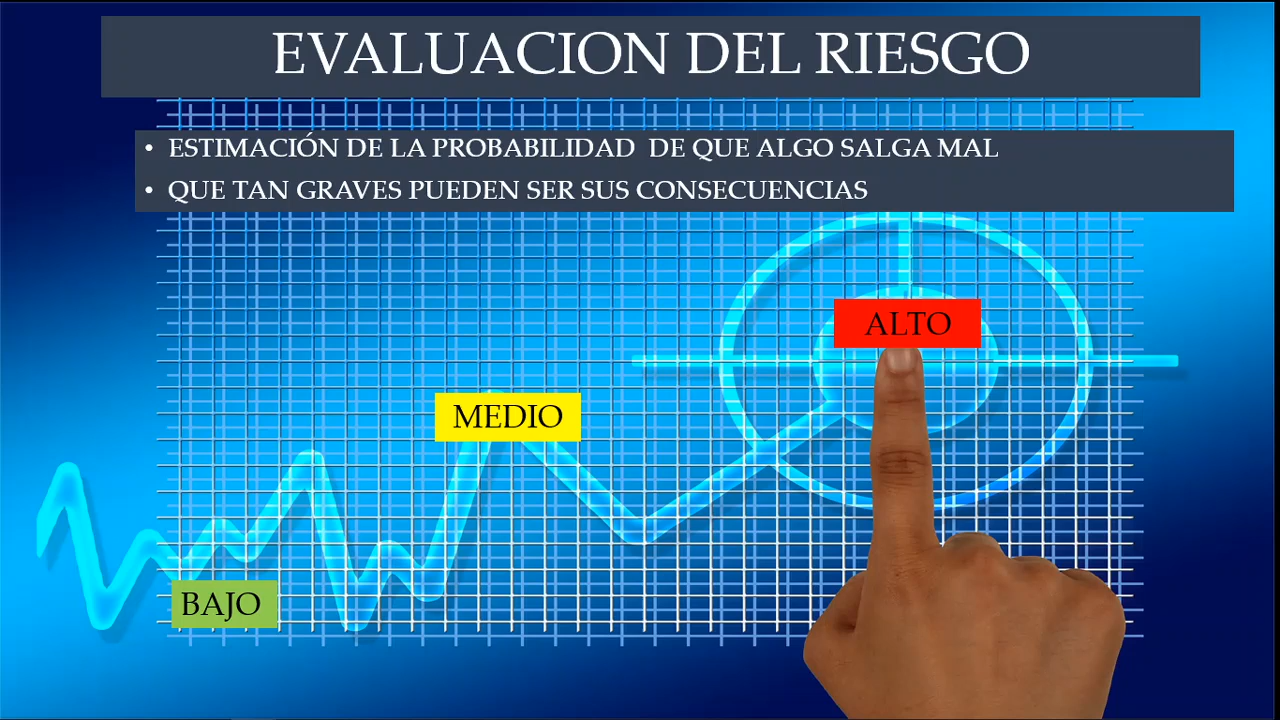 EVALUACION DEL RIESGO
• ESTIMACIÓN DE LA PROBABILIDAD DE QUE ALGO SALGA MAL
• QUE TAN GRAVES PUEDEN SER SUS CONSECUENCIAS
ALTO
MEDIO
BAJO